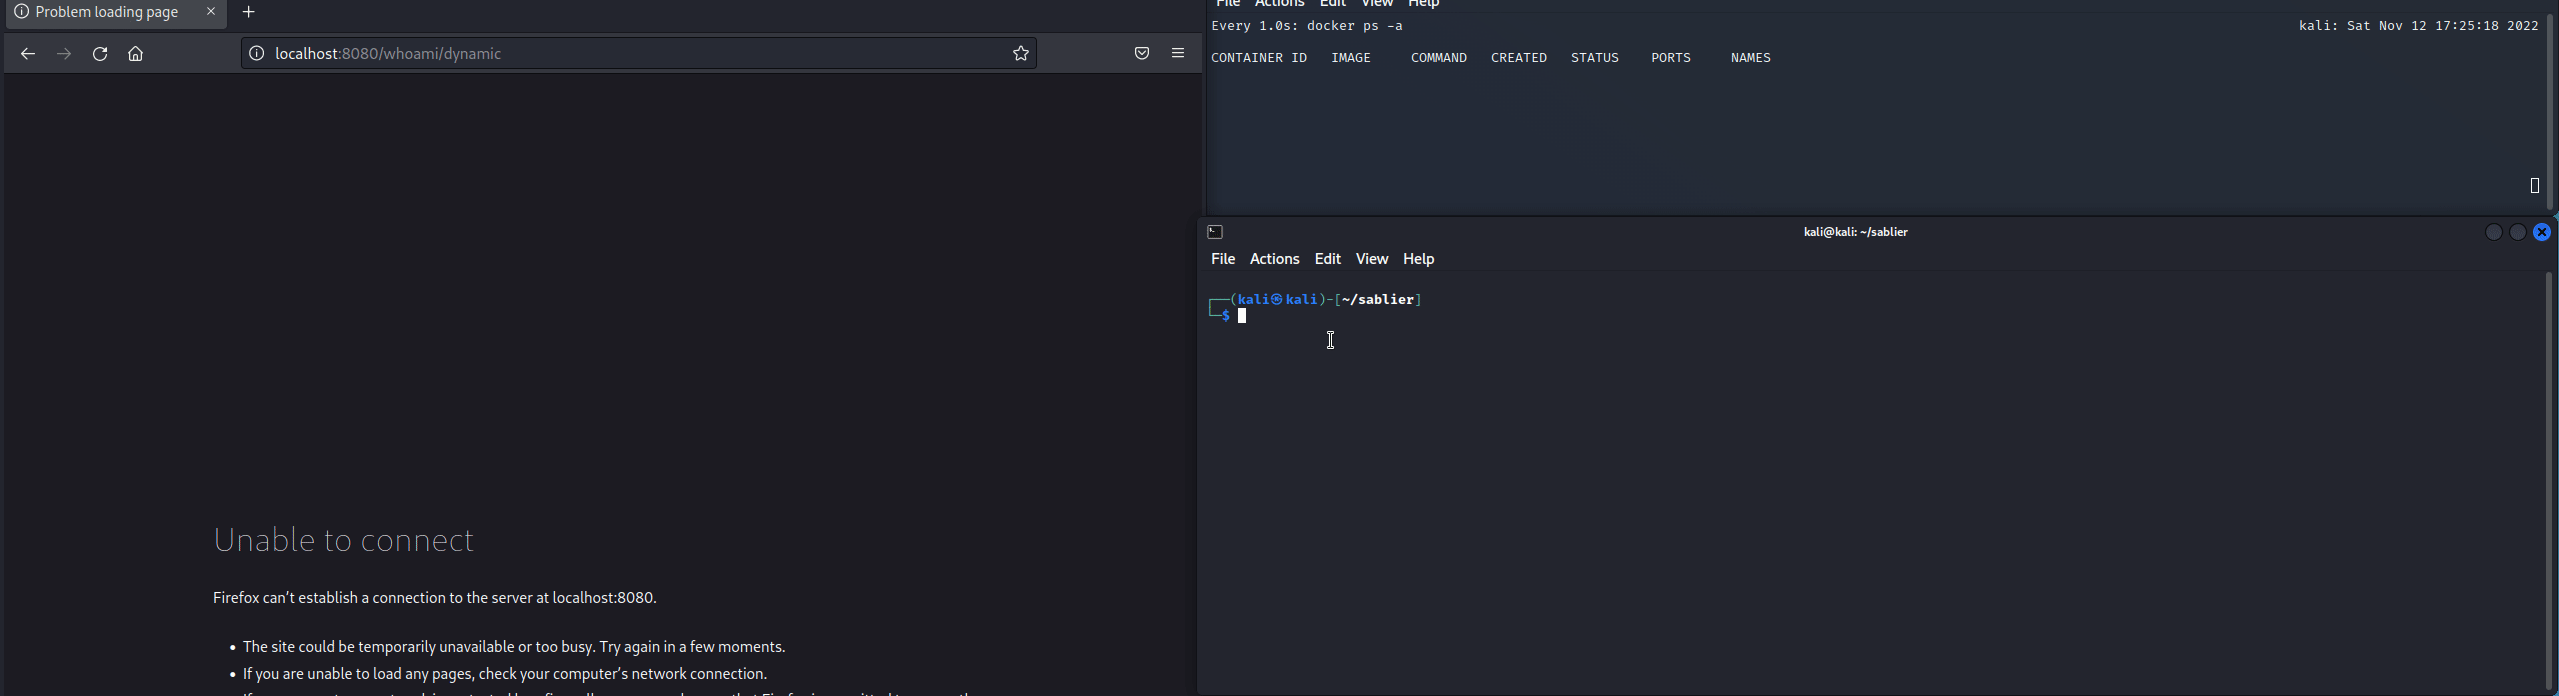 Problem loading page
localhost:8080/whoami/dynamic
Unable to connect
Firefox can’t establish a connection to the server at localhost:8080.
• The site could be temporarily unavailable or too busy. Try again in a few moments.
• If you are unable to load any pages, check your computer’s network connection.
File Actions Edit View Help
Every 1.0s: docker ps -a kali: Sat Nov 12 17:25:18 2022
CONTAINER ID IMAGE COMMAND CREATED STATUS PORTS NAMES
kali@kali: ~/sablier
File Actions Edit View Help
┌──(kali㉿kali)-[~/sablier]
└─$